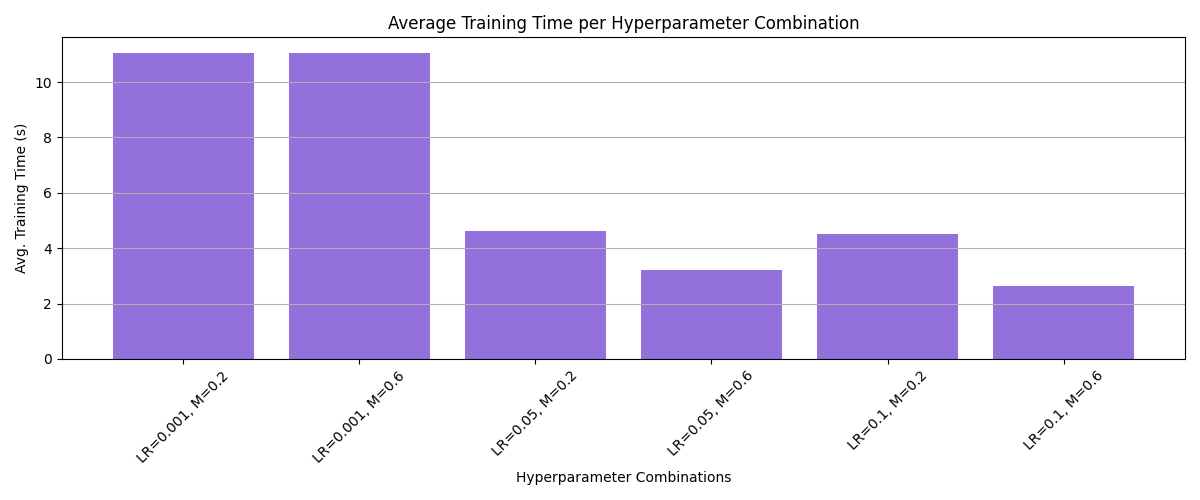 Average Training Time per Hyperparameter Combination
Avg. Training Time (s)
10
8
6
4
2
0
LR=0.001, M=0.2
LR=0.001, M=0.6
LR=0.05, M=0.2
LR=0.05, M=0.6
LR=0.1, M=0.2
LR=0.1, M=0.6
Hyperparameter Combinations